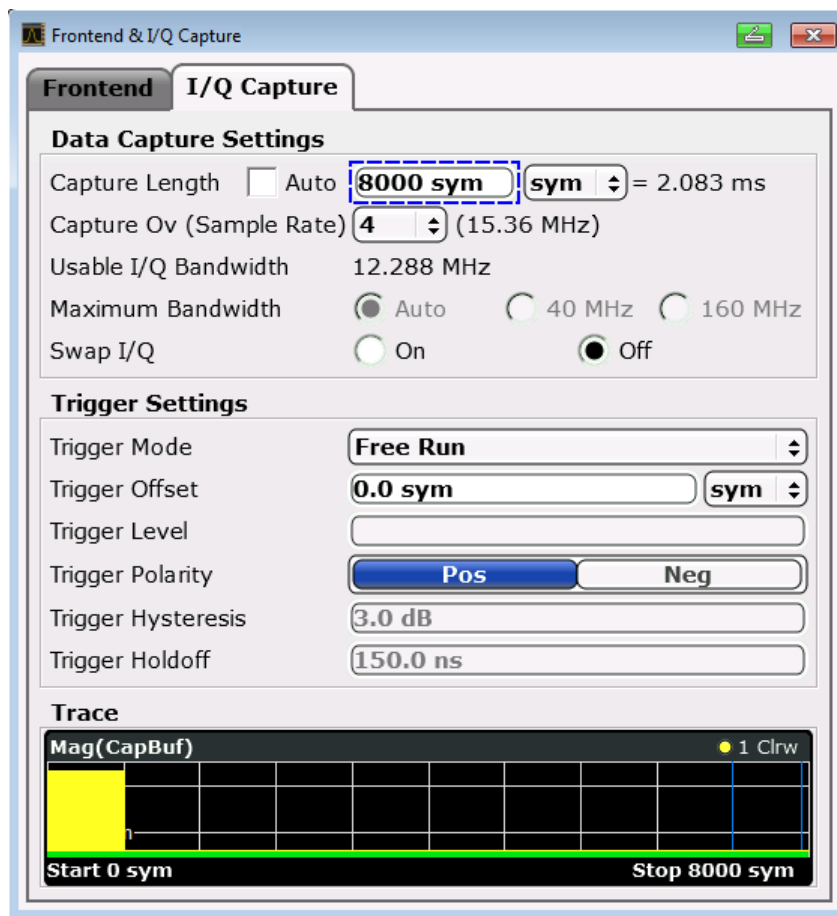 Frontend & I/Q Capture
Frontend I/Q Capture
Data Capture Settings
Capture Length Auto 8000 sym sym = 2.083 ms
Capture Ov (Sample Rate) 4 (15.36 MHz)
Usable I/Q Bandwidth 12.288 MHz
Maximum Bandwidth Auto 40 MHz 160 MHz
Swap I/Q On Off
Trigger Settings
Trigger Mode Free Run
Trigger Offset 0.0 sym sym
Trigger Level
Trigger Polarity Pos Neg
Trigger Hysteresis 3.0 dB
Trigger Holdoff 150.0 ns
Trace
Mag(CapBuf) 1 Clrw
Start 0 sym Stop 8000 sym